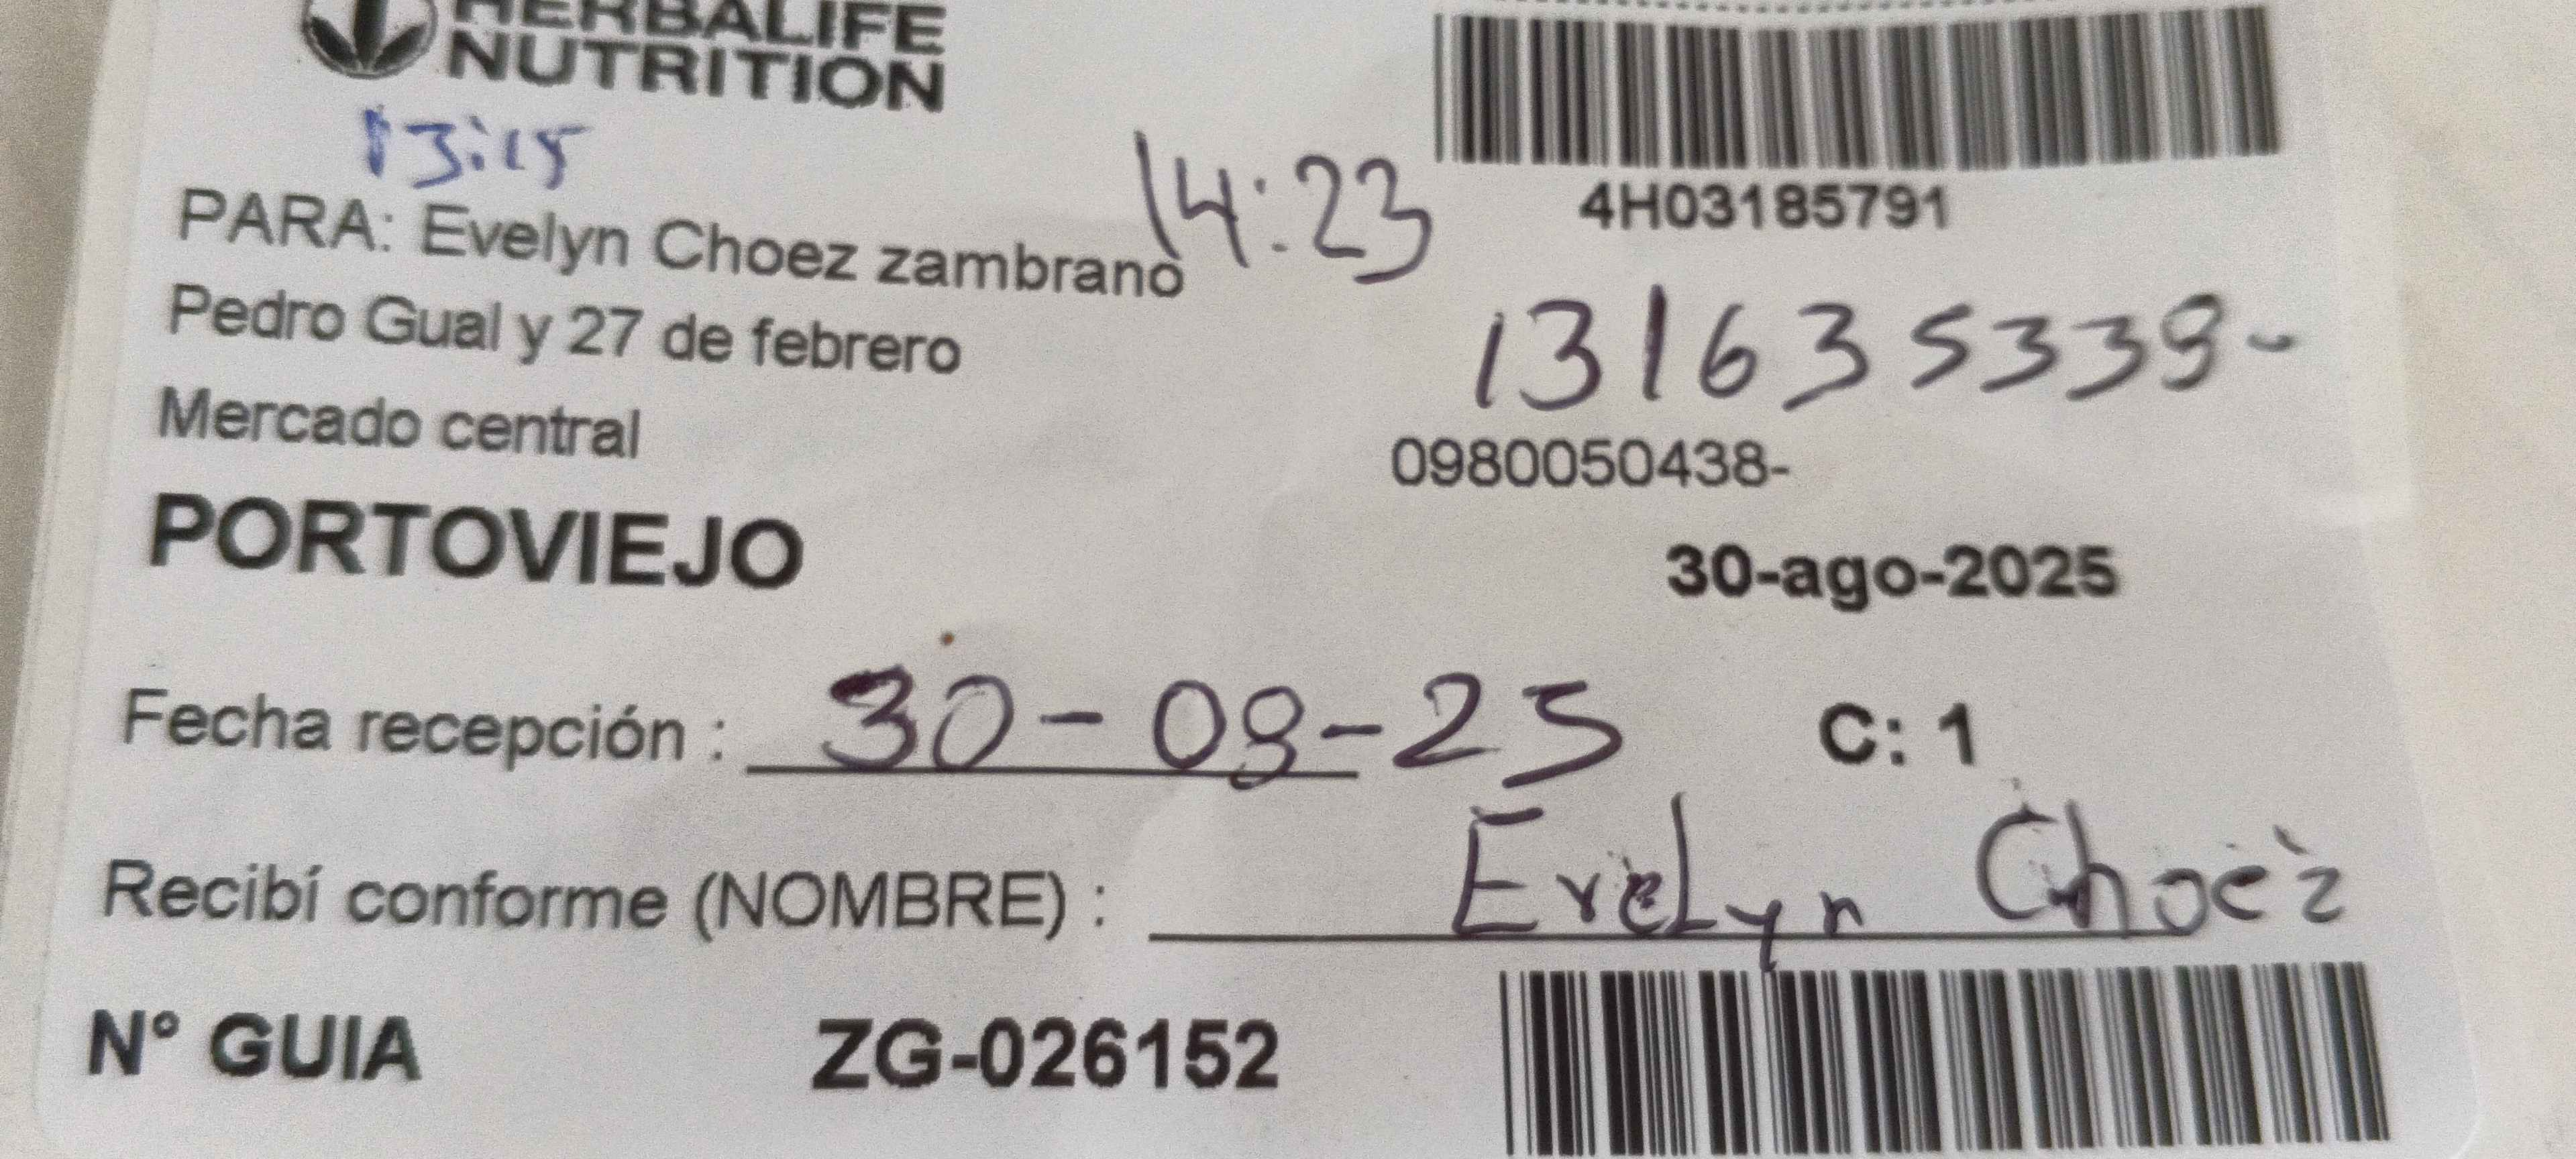 HERBALIFE
NUTRITION
13:15
14:23
4H03185791
PARA: Evelyn Choez zambrano
Pedro Gual y 27 de febrero
131635339-
Mercado central
0980050438-
PORTOVIEJO
30-ago-2025
Fecha recepción : 30-08-25
C: 1
Recibí conforme (NOMBRE) : Evelyn Choez
N° GUIA ZG-026152